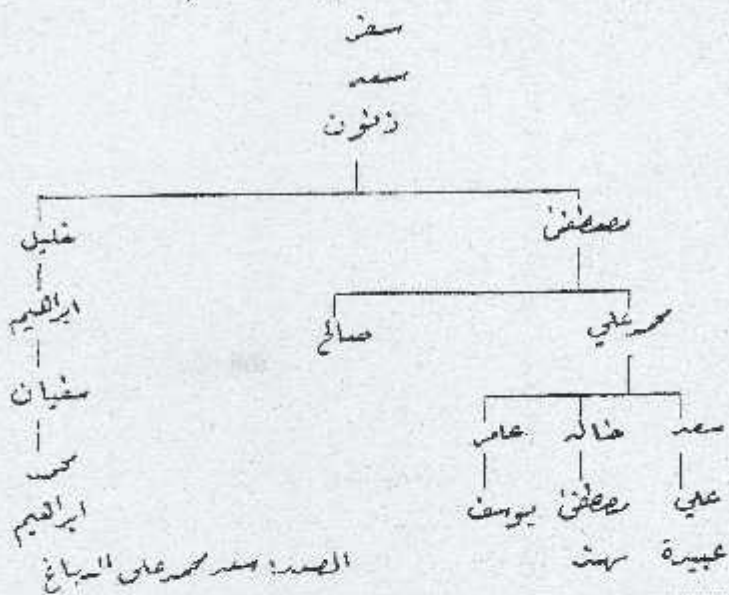 سعد
ذنون
مصطفى خليل
محمد علي صالح ابراهيم
سفيان
سعد خالد عامر
محمد
علي مصطفى يوسف ابراهيم
عبيدة
المصدر: سعد محمد علي الدباغ